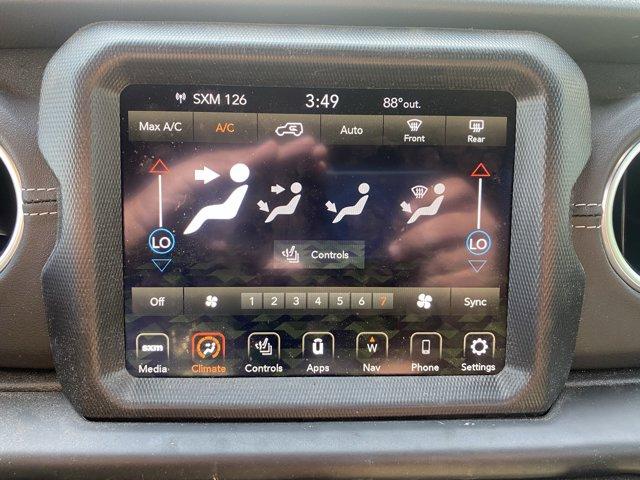 SXM 126 3:49 88°out.
Max A/C A/C Auto Front Rear
LO LO
Controls
Off 1 2 3 4 5 6 7 Sync
sxm u W
Media Climate Controls Apps Nav Phone Settings